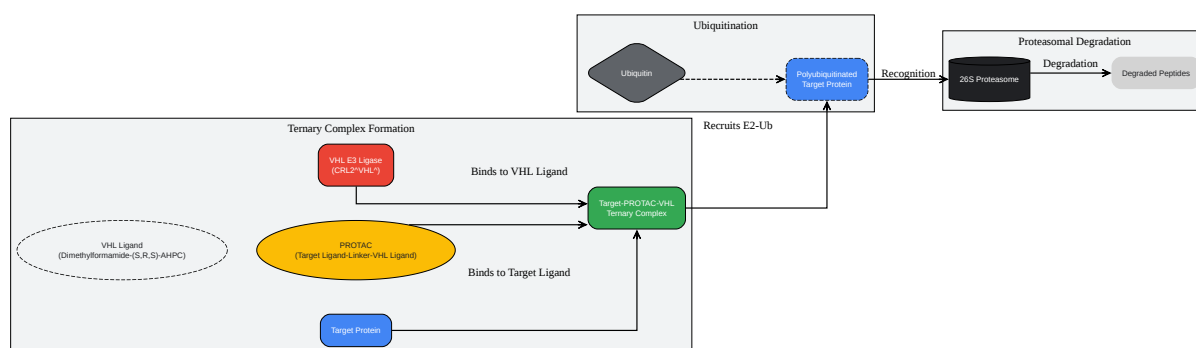 Ubiquitination
Ubiquitin
Polyubiquitinated
Target Protein
Recognition
Proteasomal Degradation
26S Proteasome
Degradation
Degraded Peptides
Recruits E2-Ub
Ternary Complex Formation
VHL E3 Ligase
(CRL2^VHL^)
Binds to VHL Ligand
Target-PROTAC-VHL
Ternary Complex
VHL Ligand
(Dimethylformamide-(S,R,S)-AHPC)
PROTAC
(Target Ligand-Linker-VHL Ligand)
Binds to Target Ligand
Target Protein